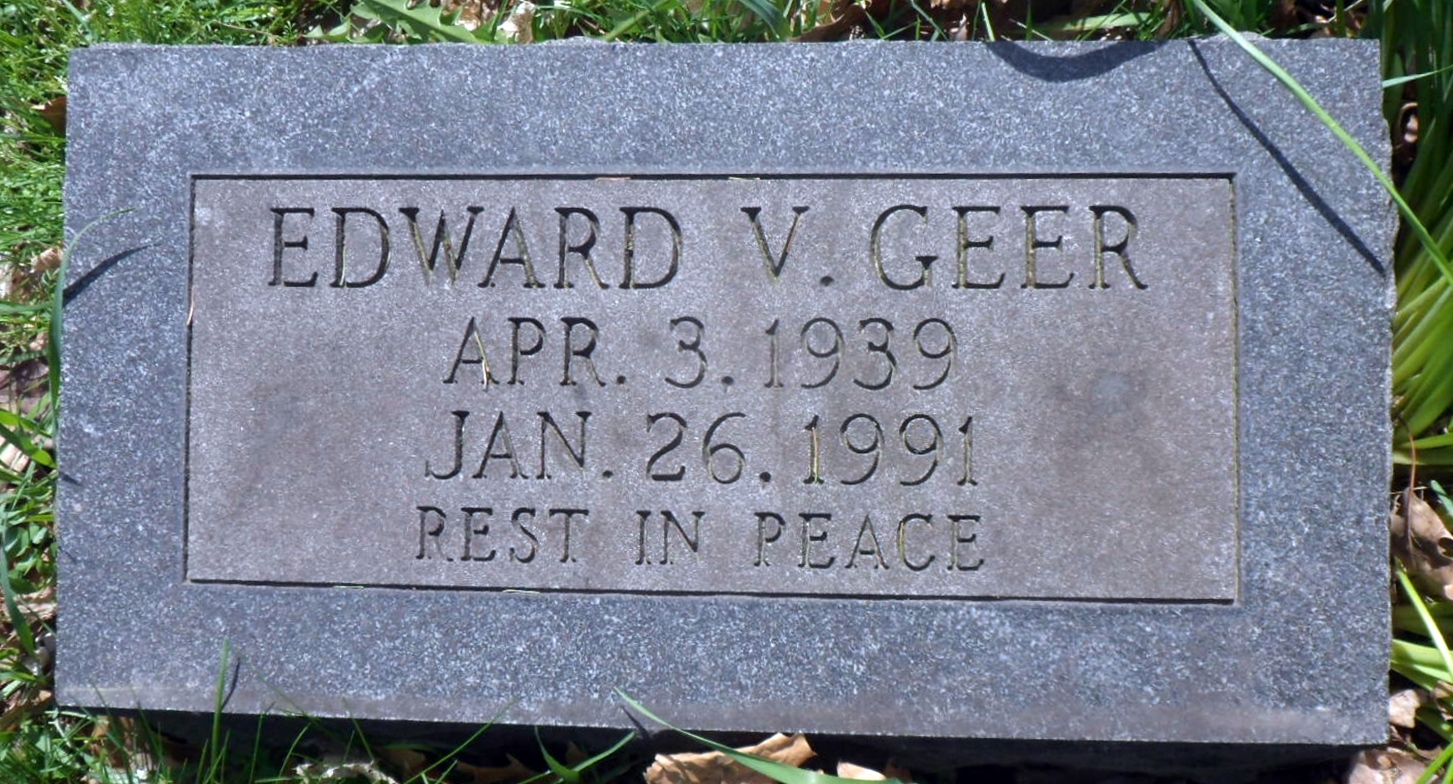 EDWARD V. GEER
APR. 3. 1939
JAN. 26. 1991
REST IN PEACE